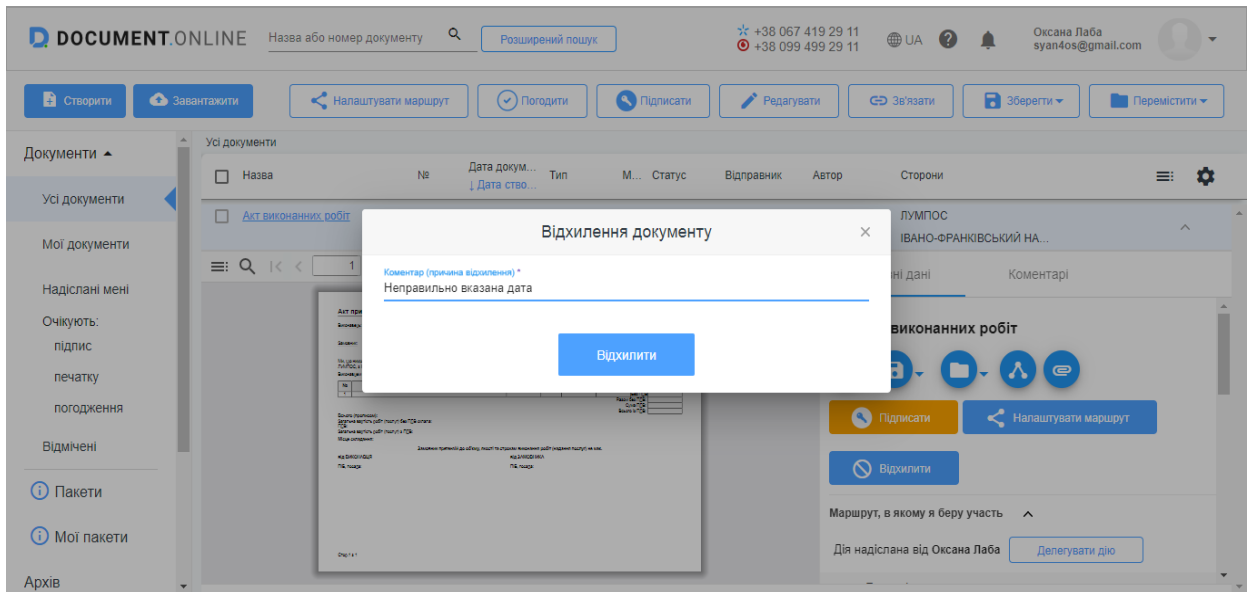 DOCUMENT.ONLINE
Назва або номер документу
Розширений пошук
+38 067 419 29 11
+38 099 499 29 11
UA
Оксана Лаба
syan4os@gmail.com
Створити
Завантажити
Налаштувати маршрут
Погодити
Підписати
Редагувати
Зв'язати
Зберегти
Перемістити
Документи
Усі документи
Мої документи
Надіслані мені
Очікують:
підпис
печатку
погодження
Відмічені
Пакети
Мої пакети
Архів
Усі документи
Назва
№
Дата докум...
↓ Дата ство...
Тип
М...
Статус
Відправник
Автор
Сторони
Акт виконанних робіт
ЛУМПОС
ІВАНО-ФРАНКІВСЬКИЙ НА...
1
Відхилення документу
Коментар (причина відхилення) *
Неправильно вказана дата
Відхилити
ні дані
Коментарі
виконанних робіт
Підписати
Налаштувати маршрут
Відхилити
Маршрут, в якому я беру участь
Дія надіслана від Оксана Лаба
Делегувати дію